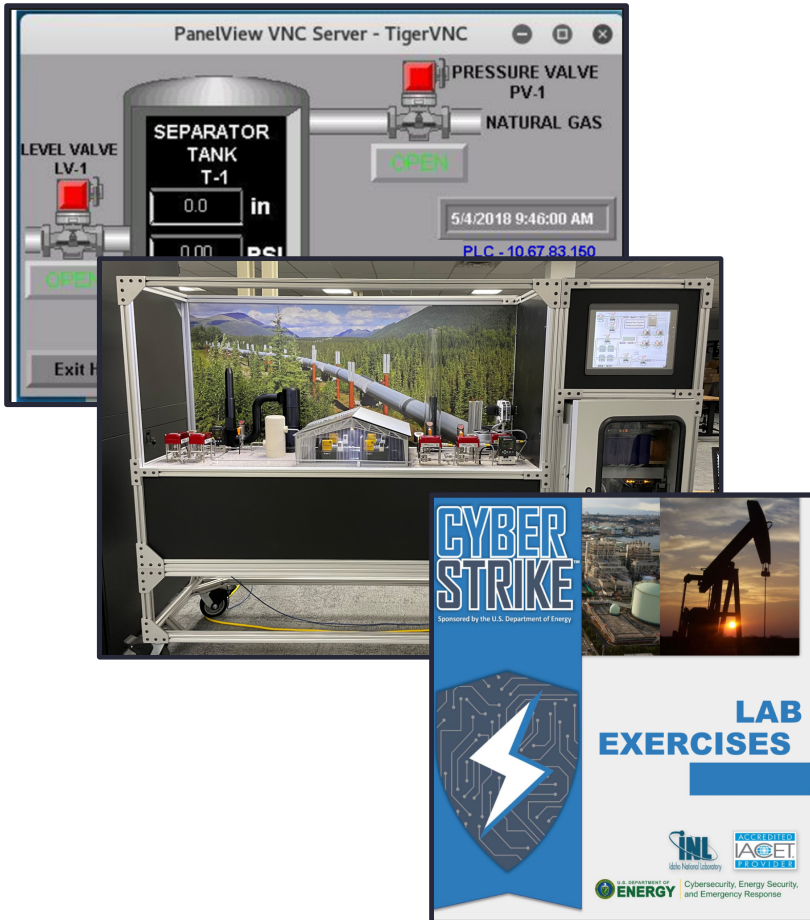 PanelView VNC Server - TigerVNC
PRESSURE VALVE
PV-1
NATURAL GAS
OPEN
LEVEL VALVE
LV-1
SEPARATOR
TANK
T-1
0.0 in
0.00 PSI
5/4/2018 9:46:00 AM
PLC - 10.67.83.150
OPEN
Exit
CYBER
STRIKE™
Sponsored by the U.S. Department of Energy
LAB
EXERCISES
INL
Idaho National Laboratory
ACCREDITED
IACET
PROVIDER
U.S. DEPARTMENT OF
ENERGY
Cybersecurity, Energy Security,
and Emergency Response